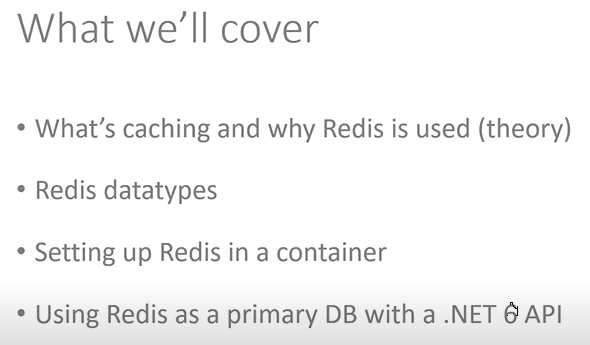 What we'll cover
• What's caching and why Redis is used (theory)
• Redis datatypes
• Setting up Redis in a container
• Using Redis as a primary DB with a .NET 6 API